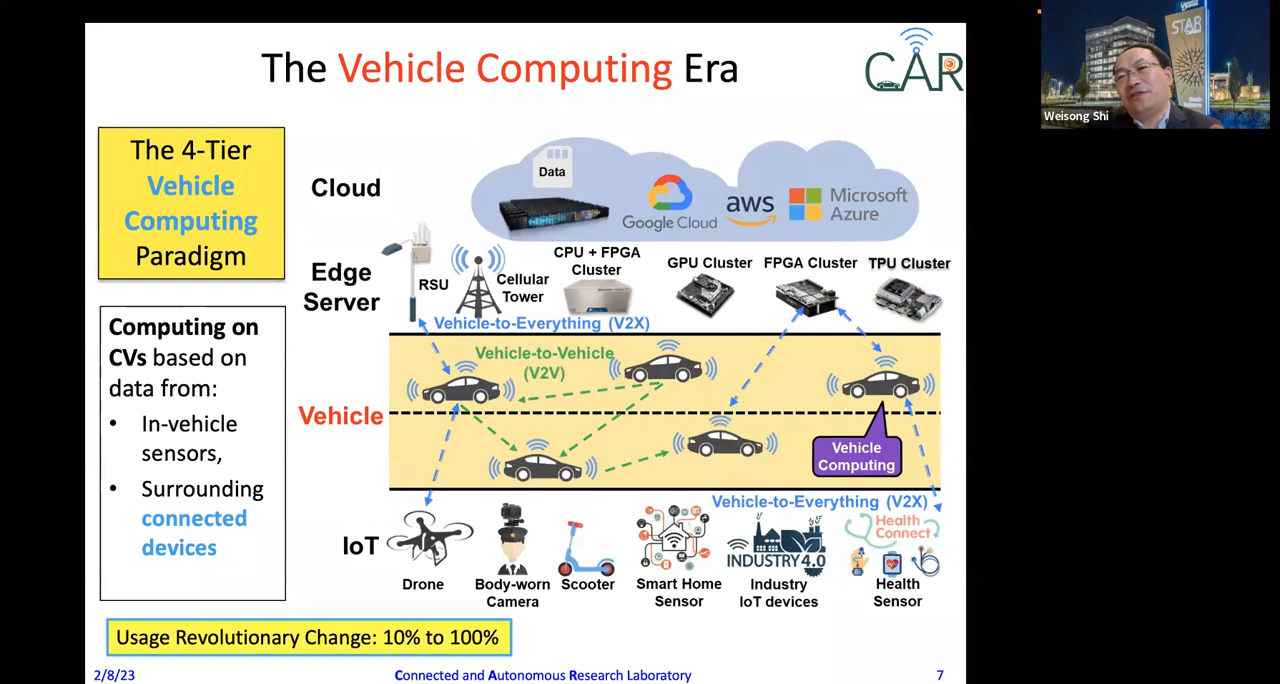 The Vehicle Computing Era
CAR
The 4-Tier
Vehicle
Computing
Paradigm
Computing on
CVs based on
data from:
• In-vehicle
sensors,
• Surrounding
connected
devices
Cloud
Data
Google Cloud
aws
Microsoft
Azure
Edge
Server
RSU
Cellular
Tower
CPU + FPGA
Cluster
GPU Cluster
FPGA Cluster
TPU Cluster
Vehicle-to-Everything (V2X)
Vehicle-to-Vehicle
(V2V)
Vehicle
Vehicle
Computing
Vehicle-to-Everything (V2X)
IoT
Health
Connect
INDUSTRY 4.0
Drone
Body-worn
Camera
Scooter
Smart Home
Sensor
Industry
IoT devices
Health
Sensor
Usage Revolutionary Change: 10% to 100%
2/8/23
Connected and Autonomous Research Laboratory
7
STAR
Weisong Shi